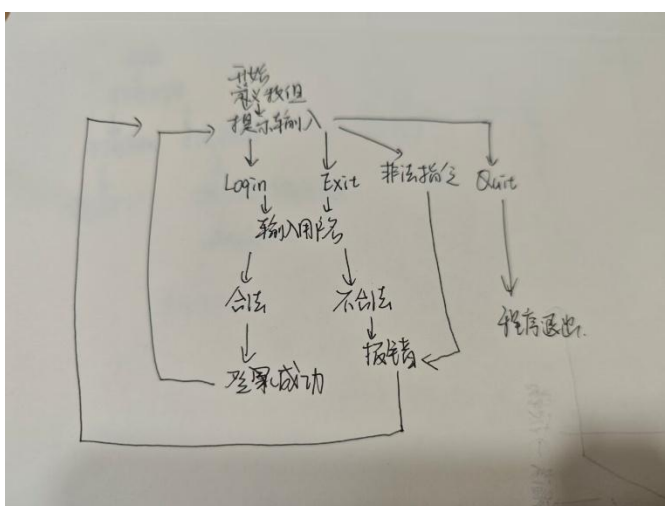 开始
定义数组
提示输入
Login Exit 非法指令 Quit
输入用户名
合法 不合法
程序退出.
报错
登录成功